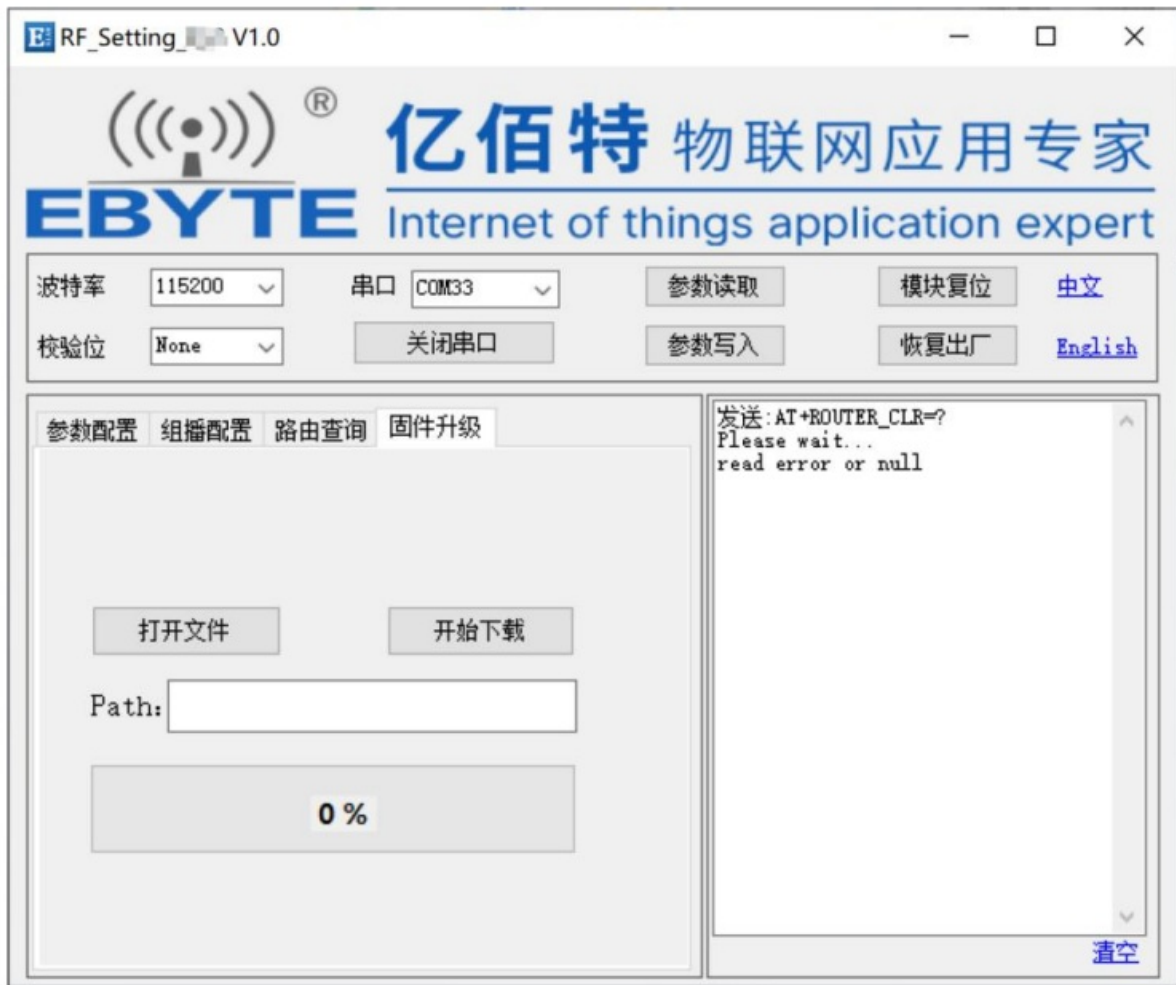 RF_Setting_ V1.0
®
亿佰特 物联网应用专家
EBYTE
Internet of things application expert
波特率 115200 串口 COM33 参数读取 模块复位 中文
校验位 None 关闭串口 参数写入 恢复出厂 English
参数配置 组播配置 路由查询 固件升级
发送:AT+ROUTER_CLR=?
Please wait...
read error or null
打开文件 开始下载
Path:
0 %
清空